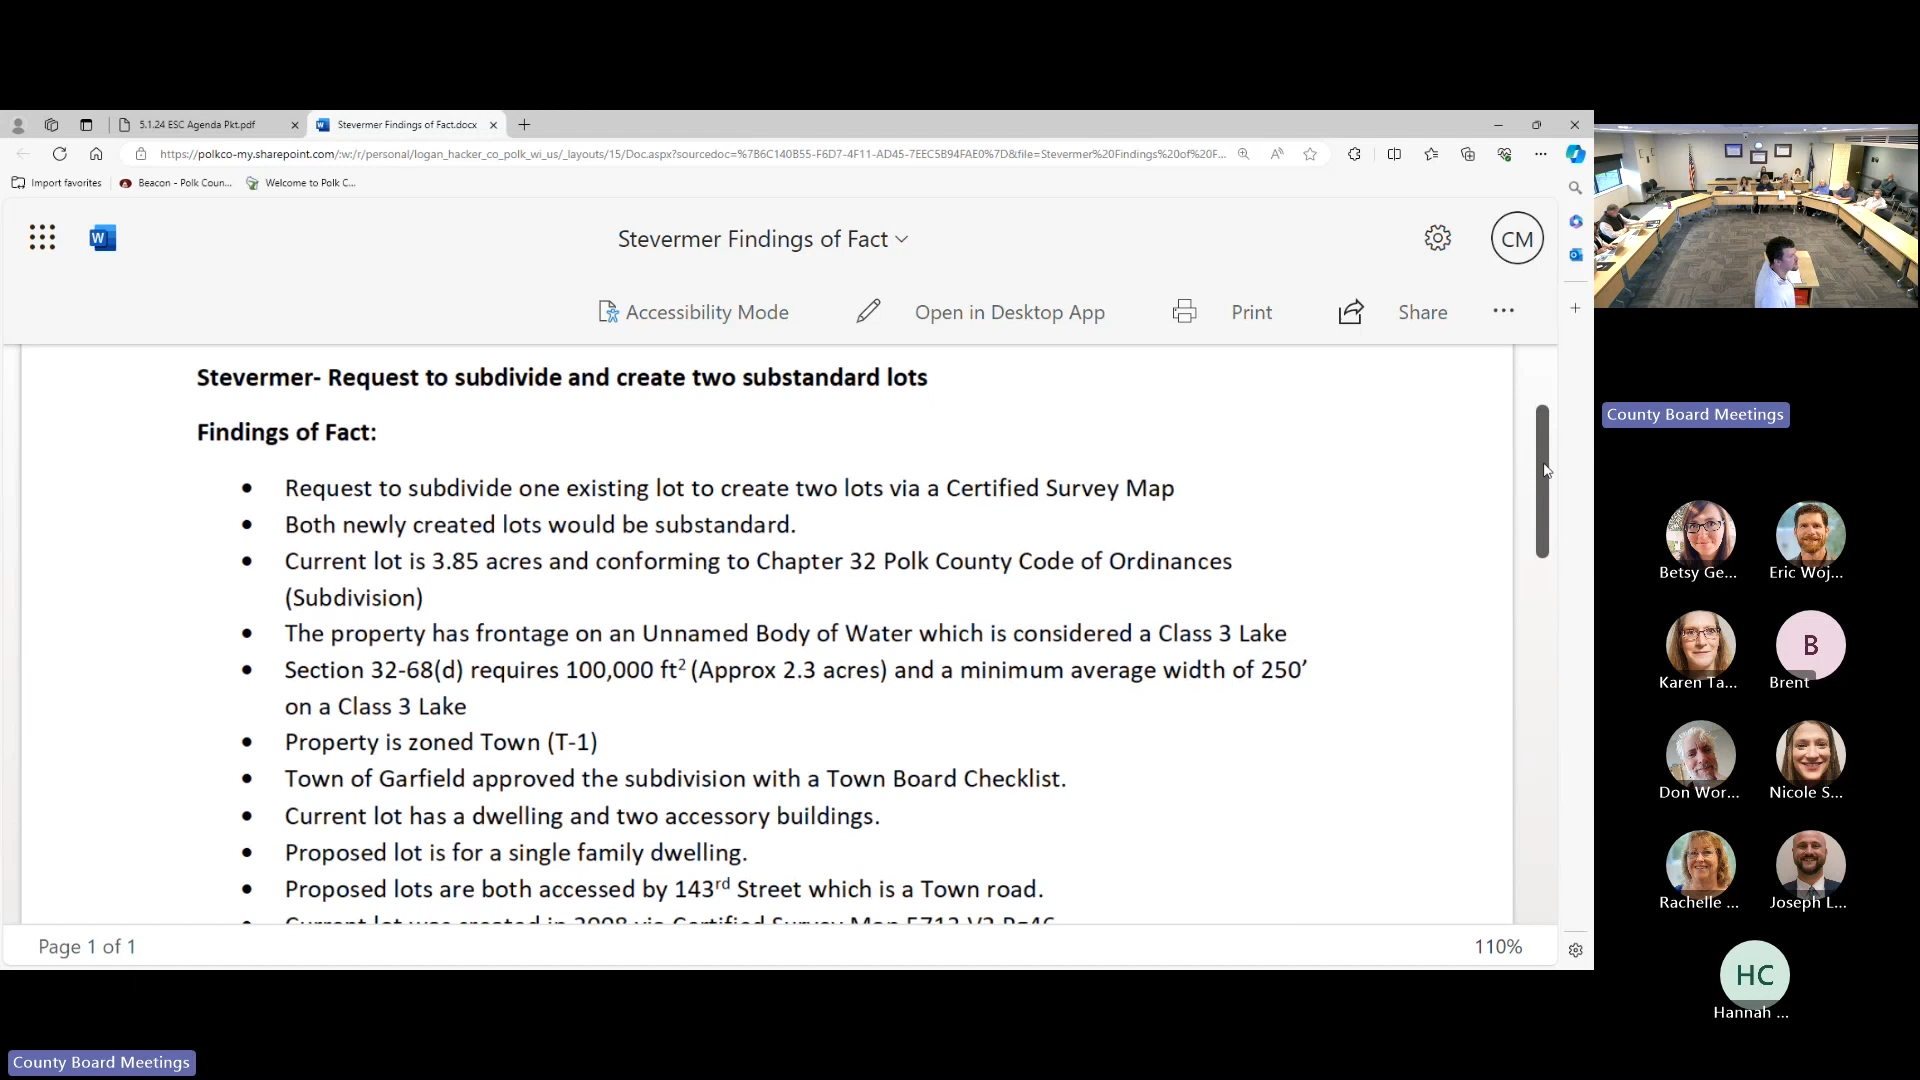 5.1.24 ESC Agenda Pkt.pdf
Stevermer Findings of Fact.docx
https://polkco-my.sharepoint.com/:w:/r/personal/logan_hacker_co_polk_wi_us/_layouts/15/Doc.aspx?sourcedoc=%7B6C140B55-F6D7-4F11-AD45-7EEC5B94FAE0%7D&file=Stevermer%20Findings%20of%20F...
Import favorites
Beacon - Polk Coun...
Welcome to Polk C...
W
Stevermer Findings of Fact
CM
Accessibility Mode
Open in Desktop App
Print
Share
Stevermer- Request to subdivide and create two substandard lots
Findings of Fact:
• Request to subdivide one existing lot to create two lots via a Certified Survey Map
• Both newly created lots would be substandard.
• Current lot is 3.85 acres and conforming to Chapter 32 Polk County Code of Ordinances
(Subdivision)
• The property has frontage on an Unnamed Body of Water which is considered a Class 3 Lake
• Section 32-68(d) requires 100,000 ft² (Approx 2.3 acres) and a minimum average width of 250’
on a Class 3 Lake
• Property is zoned Town (T-1)
• Town of Garfield approved the subdivision with a Town Board Checklist.
• Current lot has a dwelling and two accessory buildings.
• Proposed lot is for a single family dwelling.
• Proposed lots are both accessed by 143rd Street which is a Town road.
• Current lot was created in 2008 via Certified Survey Map
Page 1 of 1
110%
County Board Meetings
Betsy Ge...
Eric Woj...
Karen Ta...
B
Brent
Don Wor...
Nicole S...
Rachelle ...
Joseph L...
HC
Hannah ...
County Board Meetings